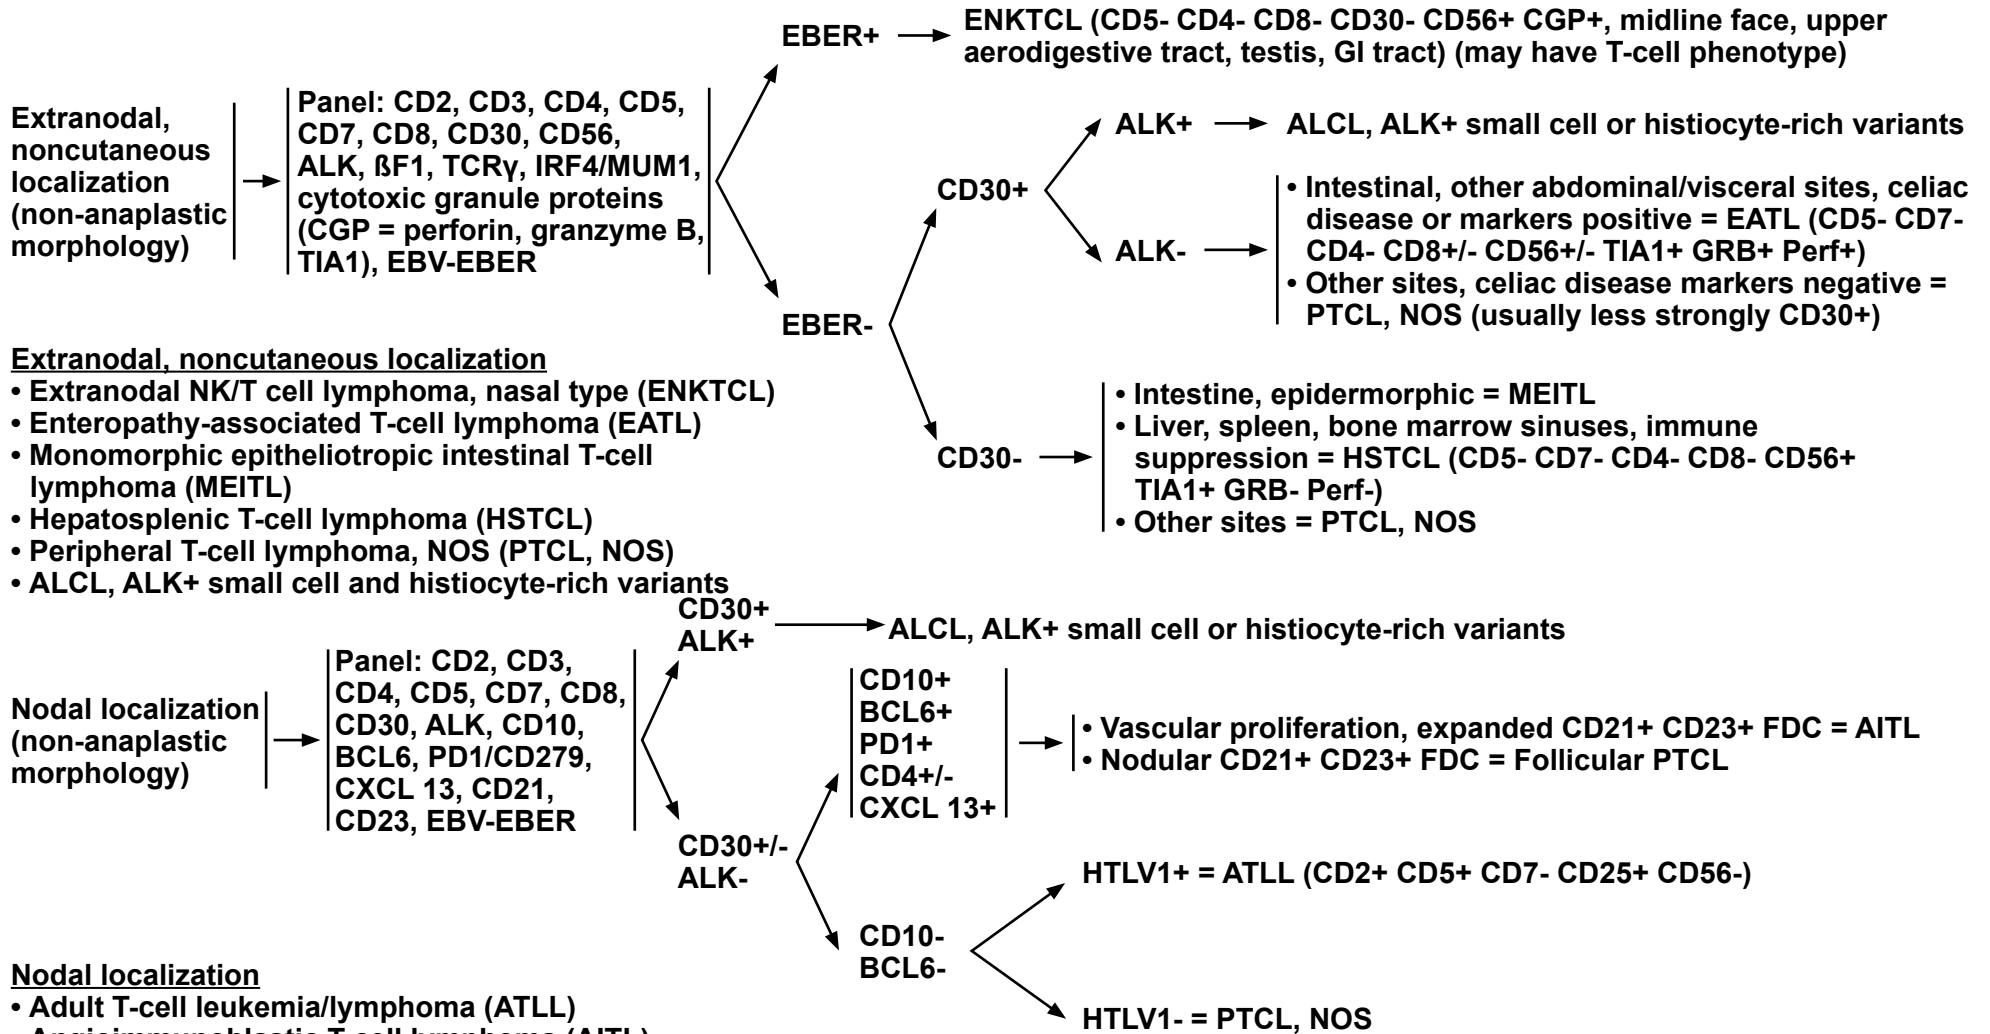 EBER+
ENKTCL (CD5- CD4- CD8- CD30- CD56+ CGP+, midline face, upper
aerodigestive tract, testis, GI tract) (may have T-cell phenotype)
Extranodal,
noncutaneous
localization
(non-anaplastic
morphology)
Panel: CD2, CD3, CD4, CD5,
CD7, CD8, CD30, CD56,
ALK, ßF1, TCRγ, IRF4/MUM1,
cytotoxic granule proteins
(CGP = perforin, granzyme B,
TIA1), EBV-EBER
ALK+
ALCL, ALK+ small cell or histiocyte-rich variants
CD30+
ALK-
• Intestinal, other abdominal/visceral sites, celiac
disease or markers positive = EATL (CD5- CD7-
CD4- CD8+/- CD56+/- TIA1+ GRB+ Perf+)
• Other sites, celiac disease markers negative =
PTCL, NOS (usually less strongly CD30+)
EBER-
CD30-
• Intestine, epidermorphic = MEITL
• Liver, spleen, bone marrow sinuses, immune
suppression = HSTCL (CD5- CD7- CD4- CD8- CD56+
TIA1+ GRB- Perf-)
• Other sites = PTCL, NOS
Extranodal, noncutaneous localization
• Extranodal NK/T cell lymphoma, nasal type (ENKTCL)
• Enteropathy-associated T-cell lymphoma (EATL)
• Monomorphic epitheliotropic intestinal T-cell
lymphoma (MEITL)
• Hepatosplenic T-cell lymphoma (HSTCL)
• Peripheral T-cell lymphoma, NOS (PTCL, NOS)
• ALCL, ALK+ small cell and histiocyte-rich variants
CD30+
ALK+
ALCL, ALK+ small cell or histiocyte-rich variants
Nodal localization
(non-anaplastic
morphology)
Panel: CD2, CD3,
CD4, CD5, CD7, CD8,
CD30, ALK, CD10,
BCL6, PD1/CD279,
CXCL 13, CD21,
CD23, EBV-EBER
CD10+
BCL6+
PD1+
CD4+/-
CXCL 13+
• Vascular proliferation, expanded CD21+ CD23+ FDC = AITL
• Nodular CD21+ CD23+ FDC = Follicular PTCL
CD30+/-
ALK-
HTLV1+ = ATLL (CD2+ CD5+ CD7- CD25+ CD56-)
CD10-
BCL6-
HTLV1- = PTCL, NOS
Nodal localization
• Adult T-cell leukemia/lymphoma (ATLL)
• Angioimmunoblastic T-cell lymphoma (AITL)